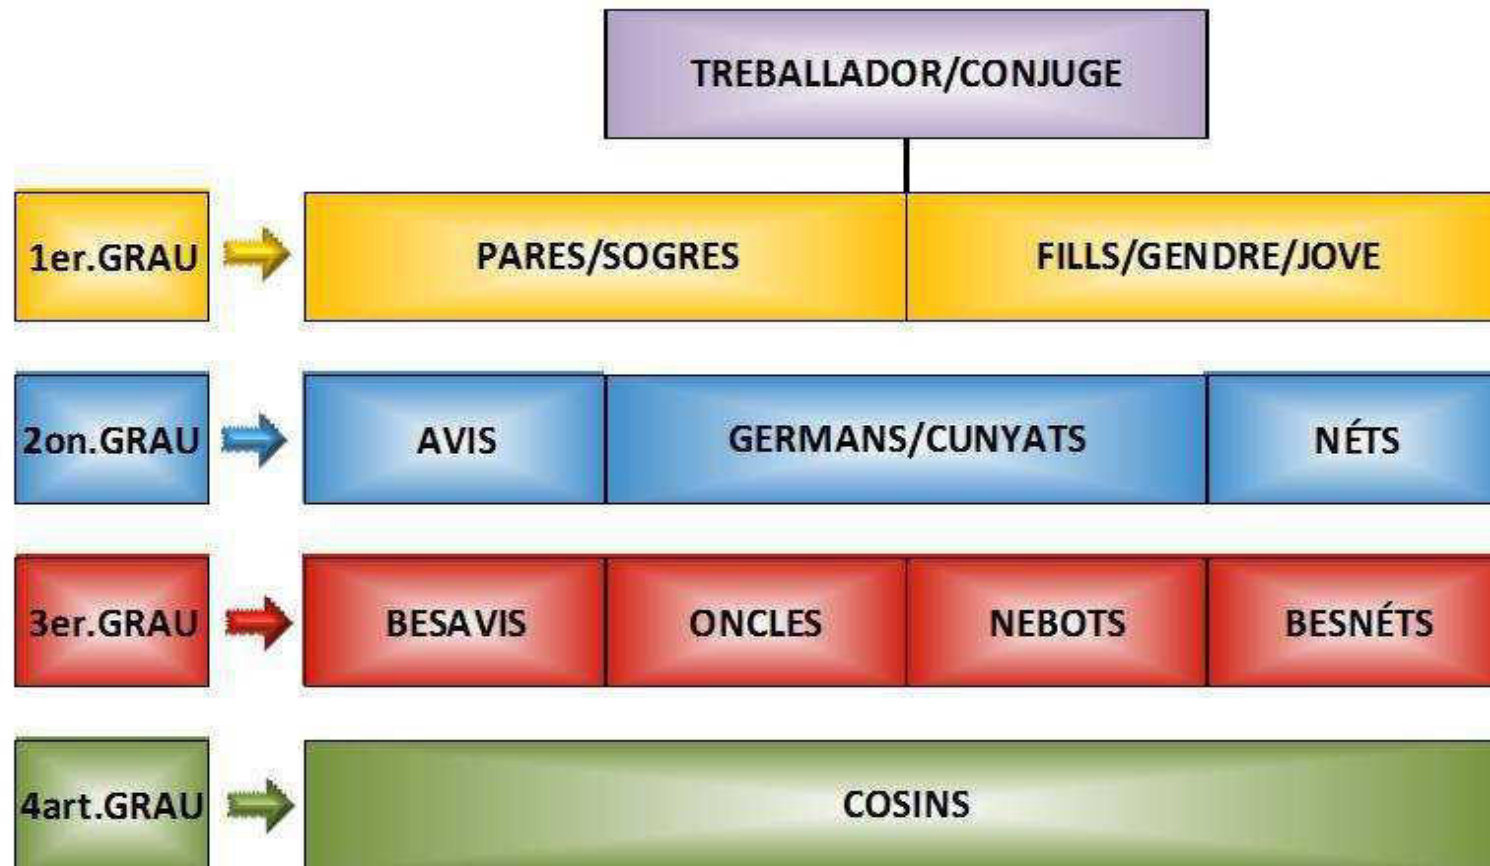 TREBALLADOR/CONJUGE
1er.GRAU PARES/SOGRES FILLS/GENDRE/JOVE
2on.GRAU AVIS GERMANS/CUNYATS NÉTS
3er.GRAU BESAVIS ONCLES NEBOTS BESNÉTS
4art.GRAU COSINS